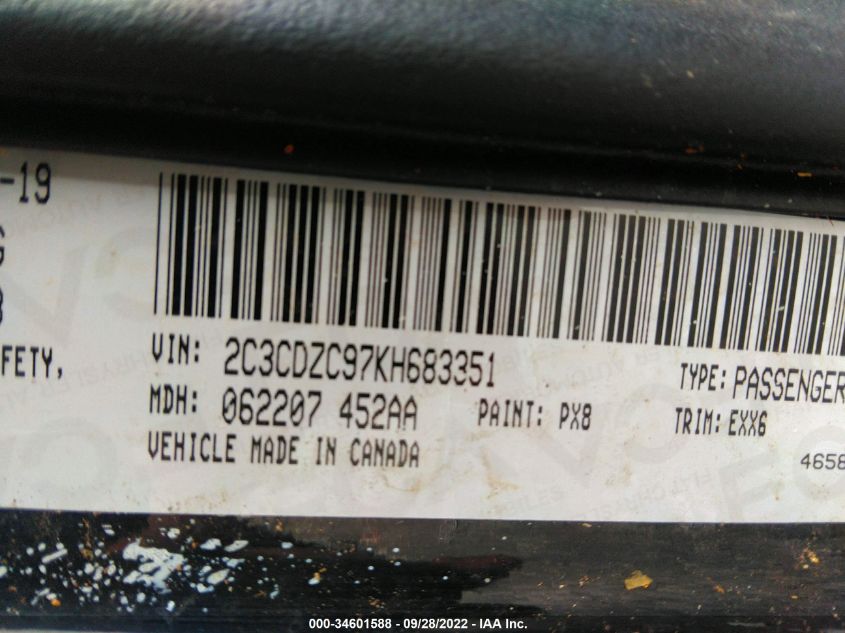 -19
VIN: 2C3CDZC97KH683351
TYPE: PASSENGER
FETY,
MDH: 062207 452AA
PAINT: PX8
TRIM: EXX6
VEHICLE MADE IN CANADA
4658
000-34601588 - 09/28/2022 - IAA Inc.